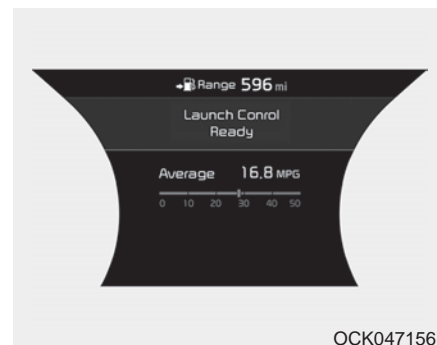 Range 596 mi
Launch Conrol
Ready
Average 16.8 MPG
0 10 20 30 40 50
OCK047156